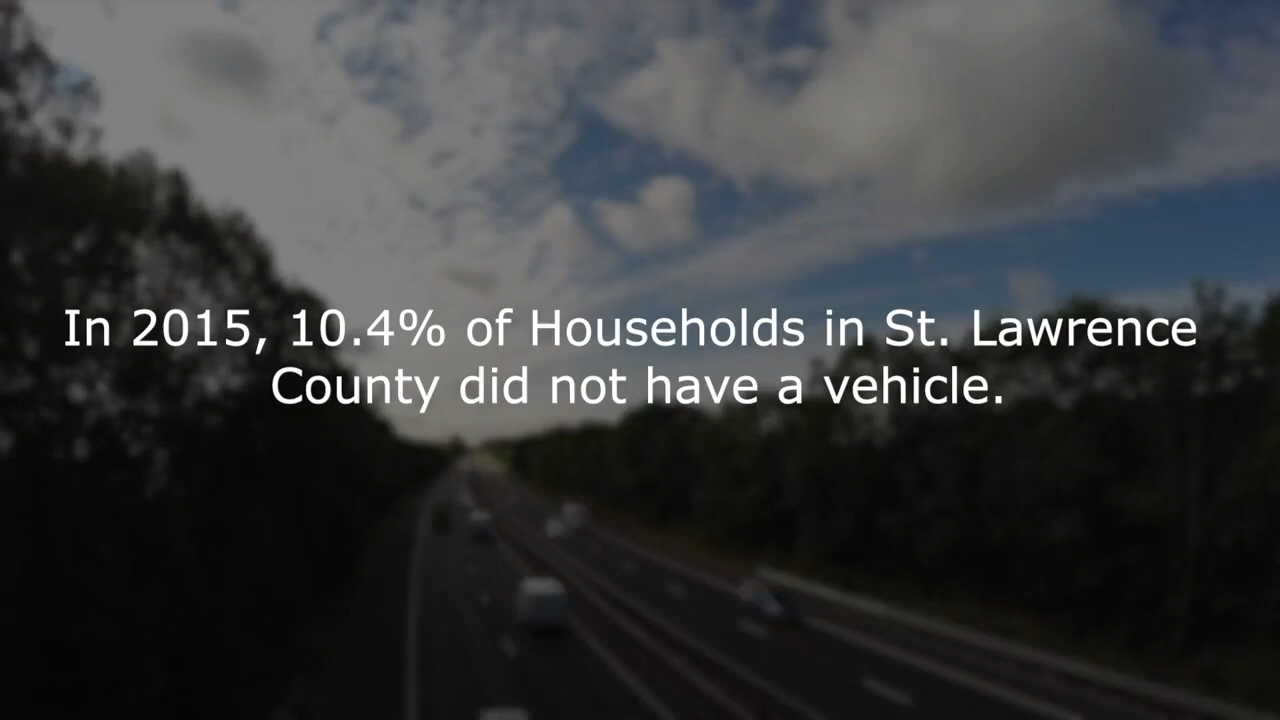 In 2015, 10.4% of Households in St. Lawrence
County did not have a vehicle.